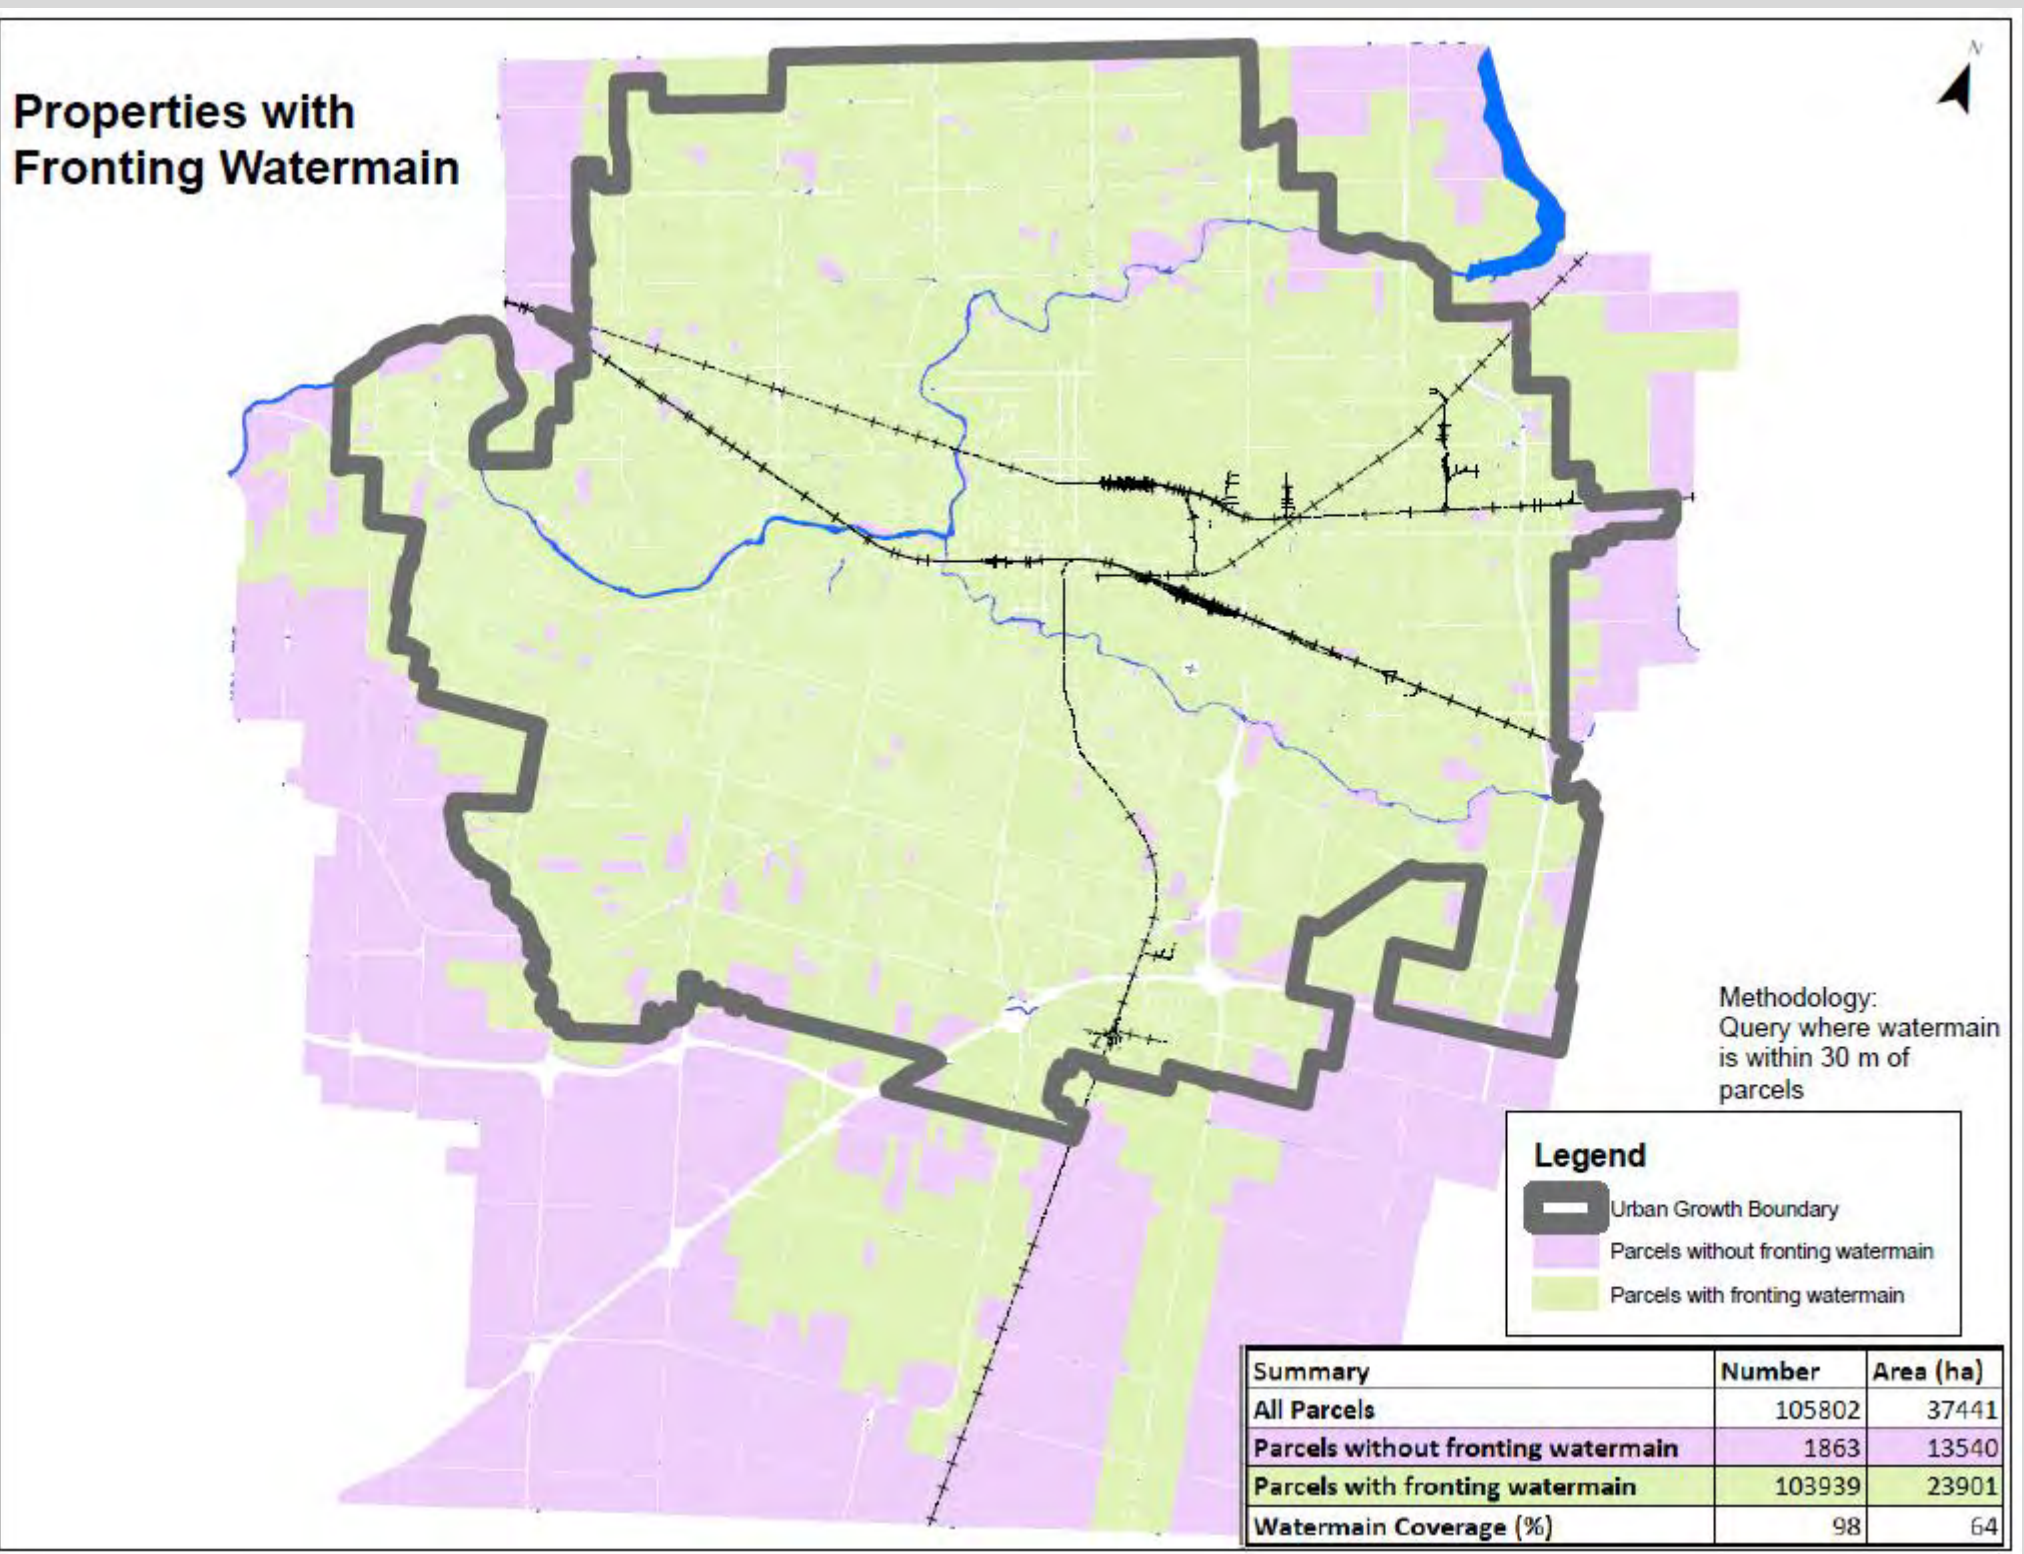 N
Properties with
Fronting Watermain
Methodology:
Query where watermain
is within 30 m of
parcels
Legend
Urban Growth Boundary
Parcels without fronting watermain
Parcels with fronting watermain
Summary Number Area (ha)
All Parcels 105802 37441
Parcels without fronting watermain 1863 13540
Parcels with fronting watermain 103939 23901
Watermain Coverage (%) 98 64